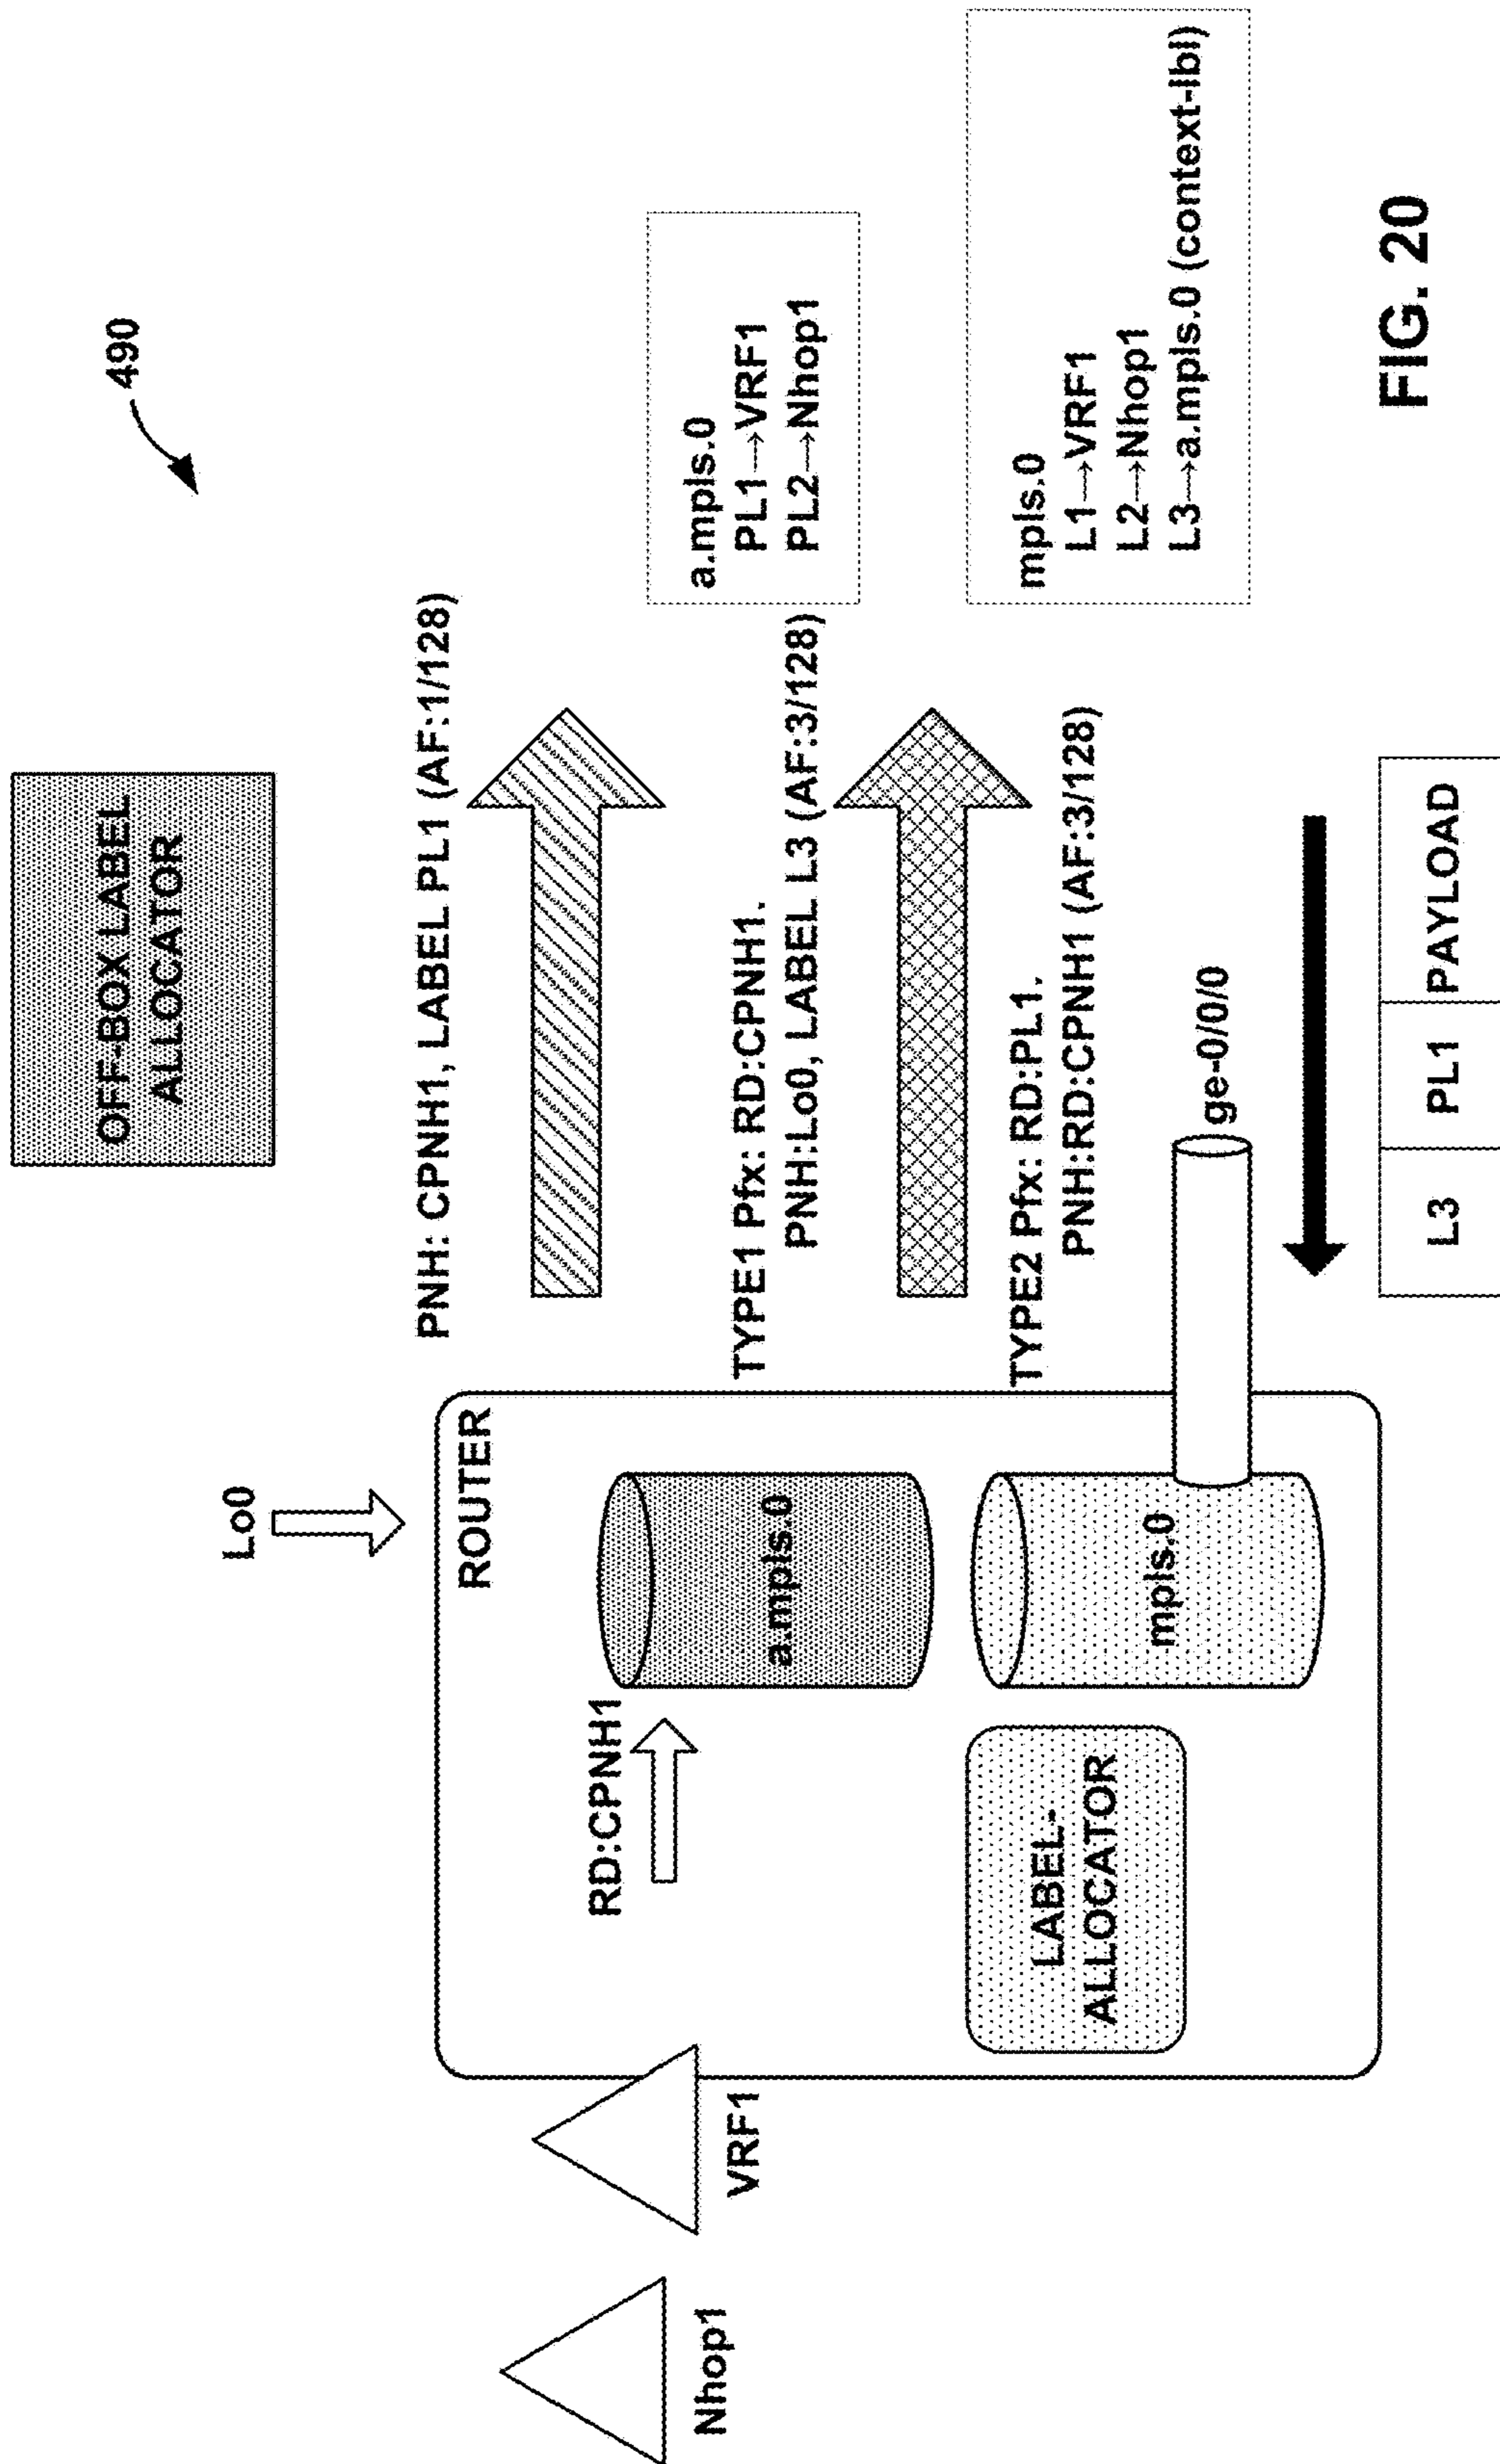 490
OFF-BOX LABEL
ALLOCATOR
Lo0
PNH: CPNH1, LABEL PL1 (AF:1/128)
ROUTER
RD:CPNH1
a.mpls.0
PL1→VRF1
PL2→Nhop1
Nhop1
VRF1
a.mpls.0
TYPE1 Pfx: RD:CPNH1.
PNH:Lo0, LABEL L3 (AF:3/128)
LABEL-
ALLOCATOR
mpls.0
TYPE2 Pfx: RD:PL1.
PNH:RD:CPNH1 (AF:3/128)
mpls.0
L1→VRF1
L2→Nhop1
L3→a.mpls.0 (context-lbl)
ge-0/0/0
L3
PL1
PAYLOAD
FIG. 20